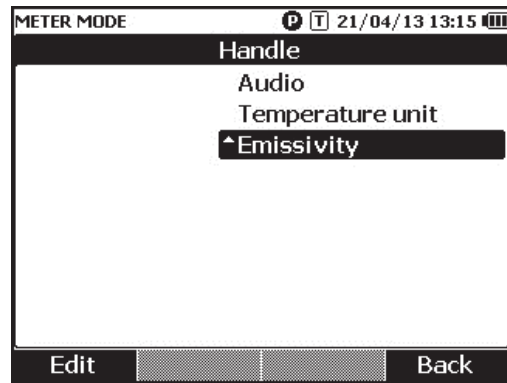 METER MODE P T 21/04/13 13:15
Handle
Audio
Temperature unit
Emissivity
Edit Back